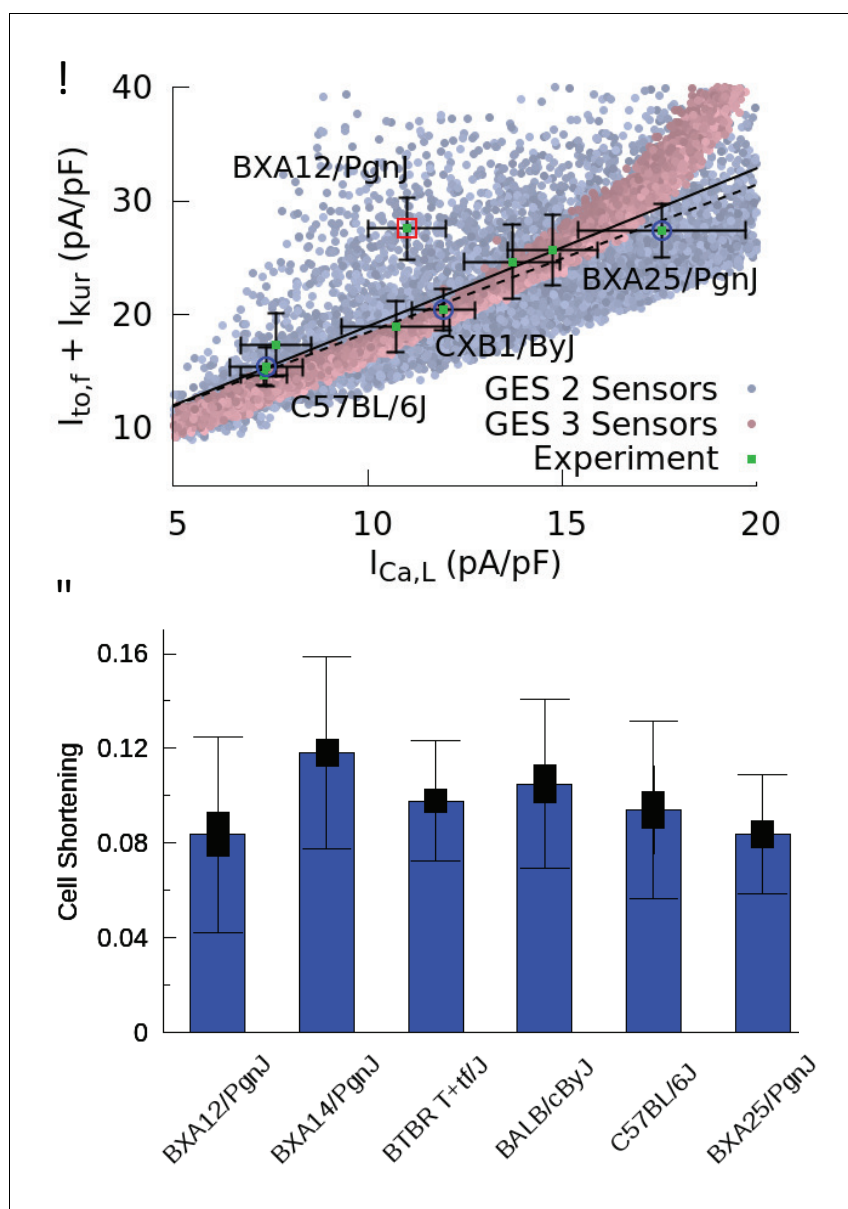 !
40
30
20
10
I_to,f + I_Kur (pA/pF)
BXA12/PgnJ
BXA25/PgnJ
CXB1/ByJ
C57BL/6J
GES 2 Sensors
GES 3 Sensors
Experiment
5 10 15 20
I_Ca,L (pA/pF)
"
0.16
0.12
0.08
0.04
0
Cell Shortening
BXA12/PgnJ
BXA14/PgnJ
BTBR T+tf/J
BALB/cByJ
C57BL/6J
BXA25/PgnJ